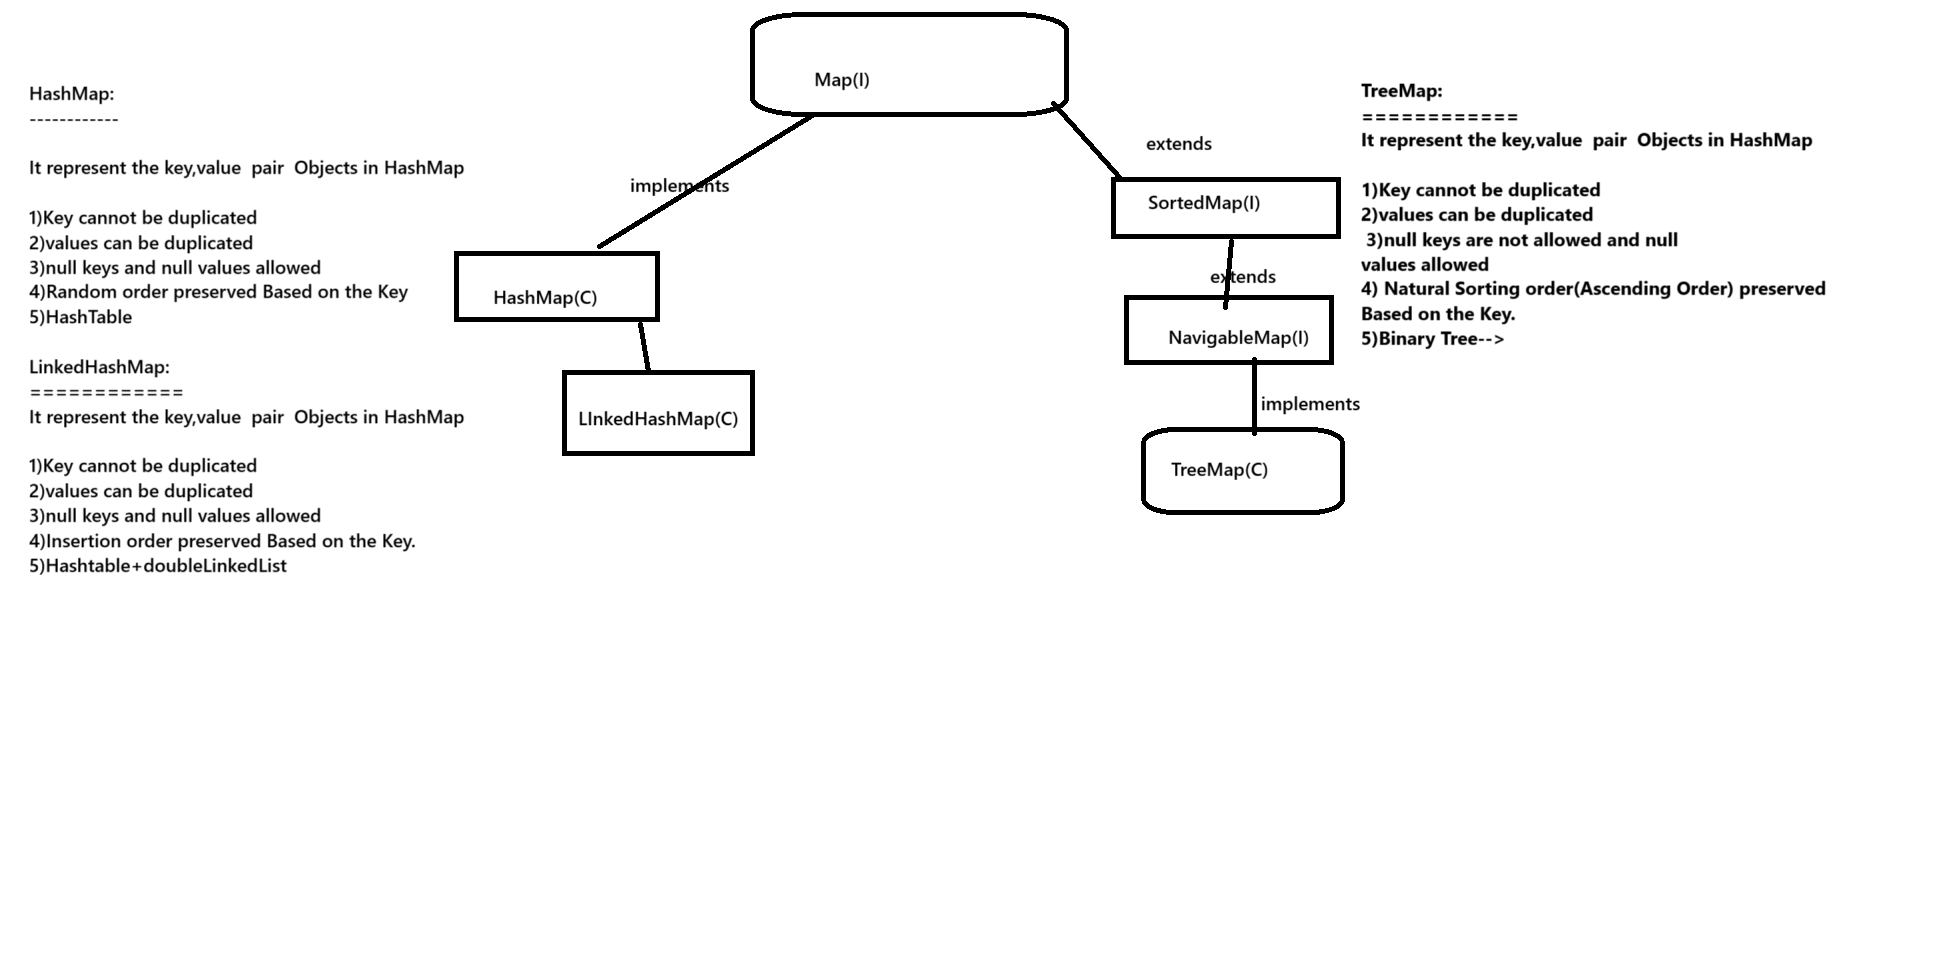 Map(I)
HashMap:
------------
It represent the key,value  pair  Objects in HashMap
1)Key cannot be duplicated
2)values can be duplicated
3)null keys and null values allowed
4)Random order preserved Based on the Key
5)HashTable
LinkedHashMap:
============
It represent the key,value  pair  Objects in HashMap
1)Key cannot be duplicated
2)values can be duplicated
3)null keys and null values allowed
4)Insertion order preserved Based on the Key.
5)Hashtable+doubleLinkedList
implements
HashMap(C)
LInkedHashMap(C)
extends
SortedMap(I)
extends
NavigableMap(I)
implements
TreeMap(C)
TreeMap:
============
It represent the key,value  pair  Objects in HashMap
1)Key cannot be duplicated
2)values can be duplicated
3)null keys are not allowed and null
values allowed
4) Natural Sorting order(Ascending Order) preserved
Based on the Key.
5)Binary Tree-->